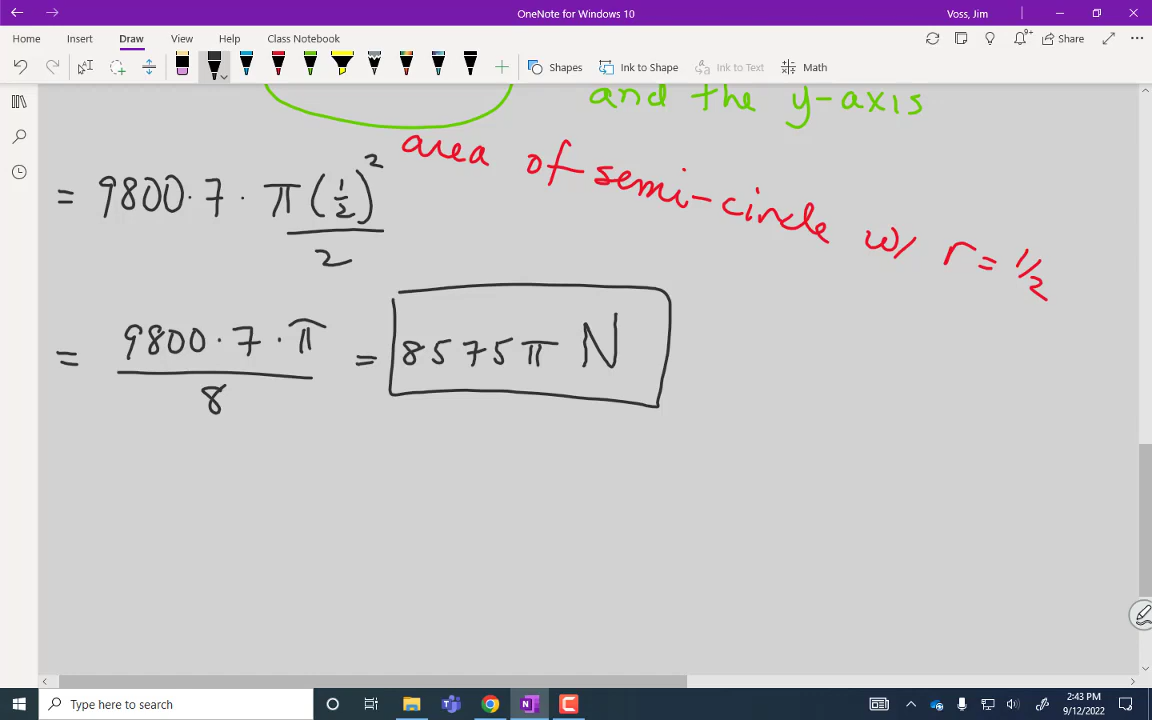 OneNote for Windows 10
Voss, Jim
Home Insert Draw View Help Class Notebook
9+
Share
Shapes Ink to Shape Ink to Text Math
and the y-axis
area of semi-circle w/ r = 1/2
= 9800·7·π(1/2)²/2
= 9800·7·π/8 = 8575π N
Type here to search
2:43 PM
9/12/2022